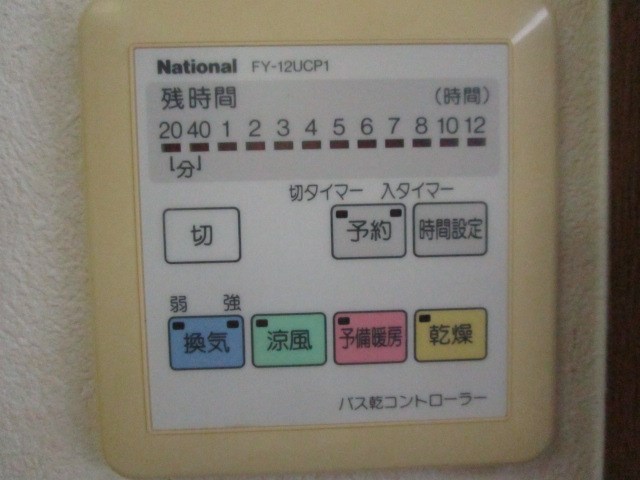 National FY-12UCP1
残時間 (時間)
20 40 1 2 3 4 5 6 7 8 10 12
分
切タイマー 入タイマー
切 予約 時間設定
弱 強
換気 涼風 予備暖房 乾燥
バス乾コントローラー